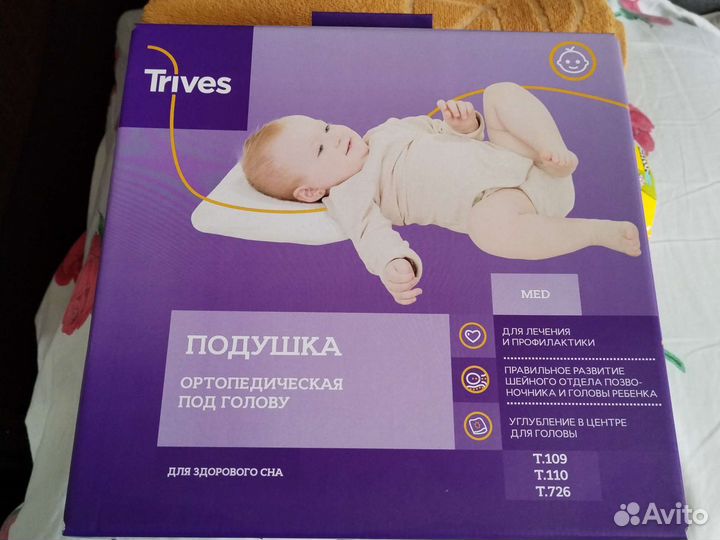 Trives
MED
ПОДУШКА
ОРТОПЕДИЧЕСКАЯ
ПОД ГОЛОВУ
ДЛЯ ЛЕЧЕНИЯ
И ПРОФИЛАКТИКИ
ПРАВИЛЬНОЕ РАЗВИТИЕ
ШЕЙНОГО ОТДЕЛА ПОЗВО-
НОЧНИКА И ГОЛОВЫ РЕБЕНКА
УГЛУБЛЕНИЕ В ЦЕНТРЕ
ДЛЯ ГОЛОВЫ
ДЛЯ ЗДОРОВОГО СНА
Т.109
Т.110
Т.726
Avito